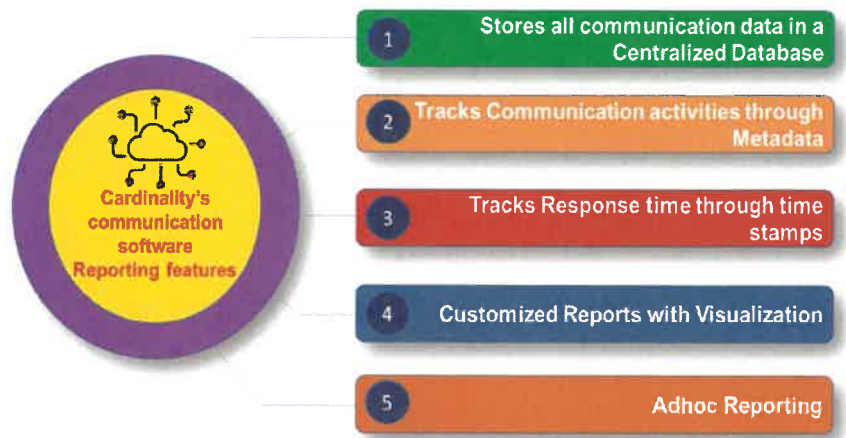 Cardinality's
communication
software
Reporting features
1
Stores all communication data in a
Centralized Database
2
Tracks Communication activities through
Metadata
3
Tracks Response time through time
stamps
4
Customized Reports with Visualization
5
Adhoc Reporting